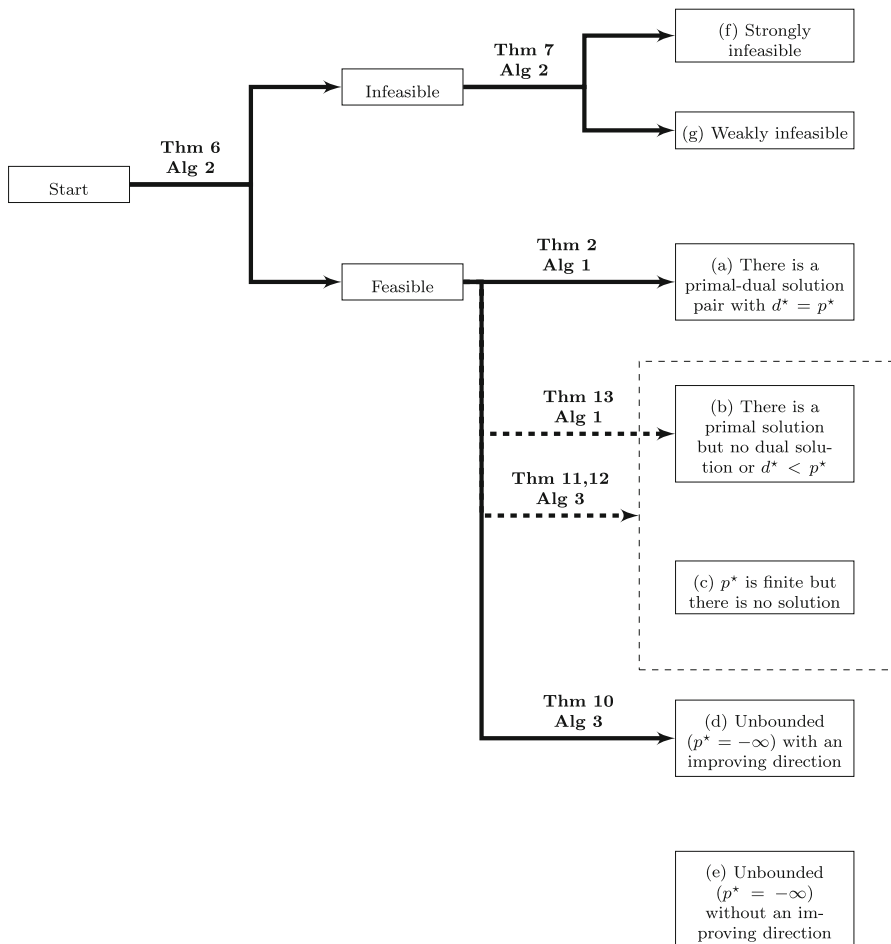 (f) Strongly
infeasible
Thm 7
Alg 2
Infeasible
(g) Weakly infeasible
Thm 6
Alg 2
Start
Thm 2
Alg 1
Feasible
(a) There is a
primal-dual solution
pair with d⋆ = p⋆
Thm 13
Alg 1
(b) There is a
primal solution
but no dual solu-
tion or d⋆ < p⋆
Thm 11,12
Alg 3
(c) p⋆ is finite but
there is no solution
Thm 10
Alg 3
(d) Unbounded
(p⋆ = −∞) with an
improving direction
(e) Unbounded
(p⋆ = −∞)
without an im-
proving direction